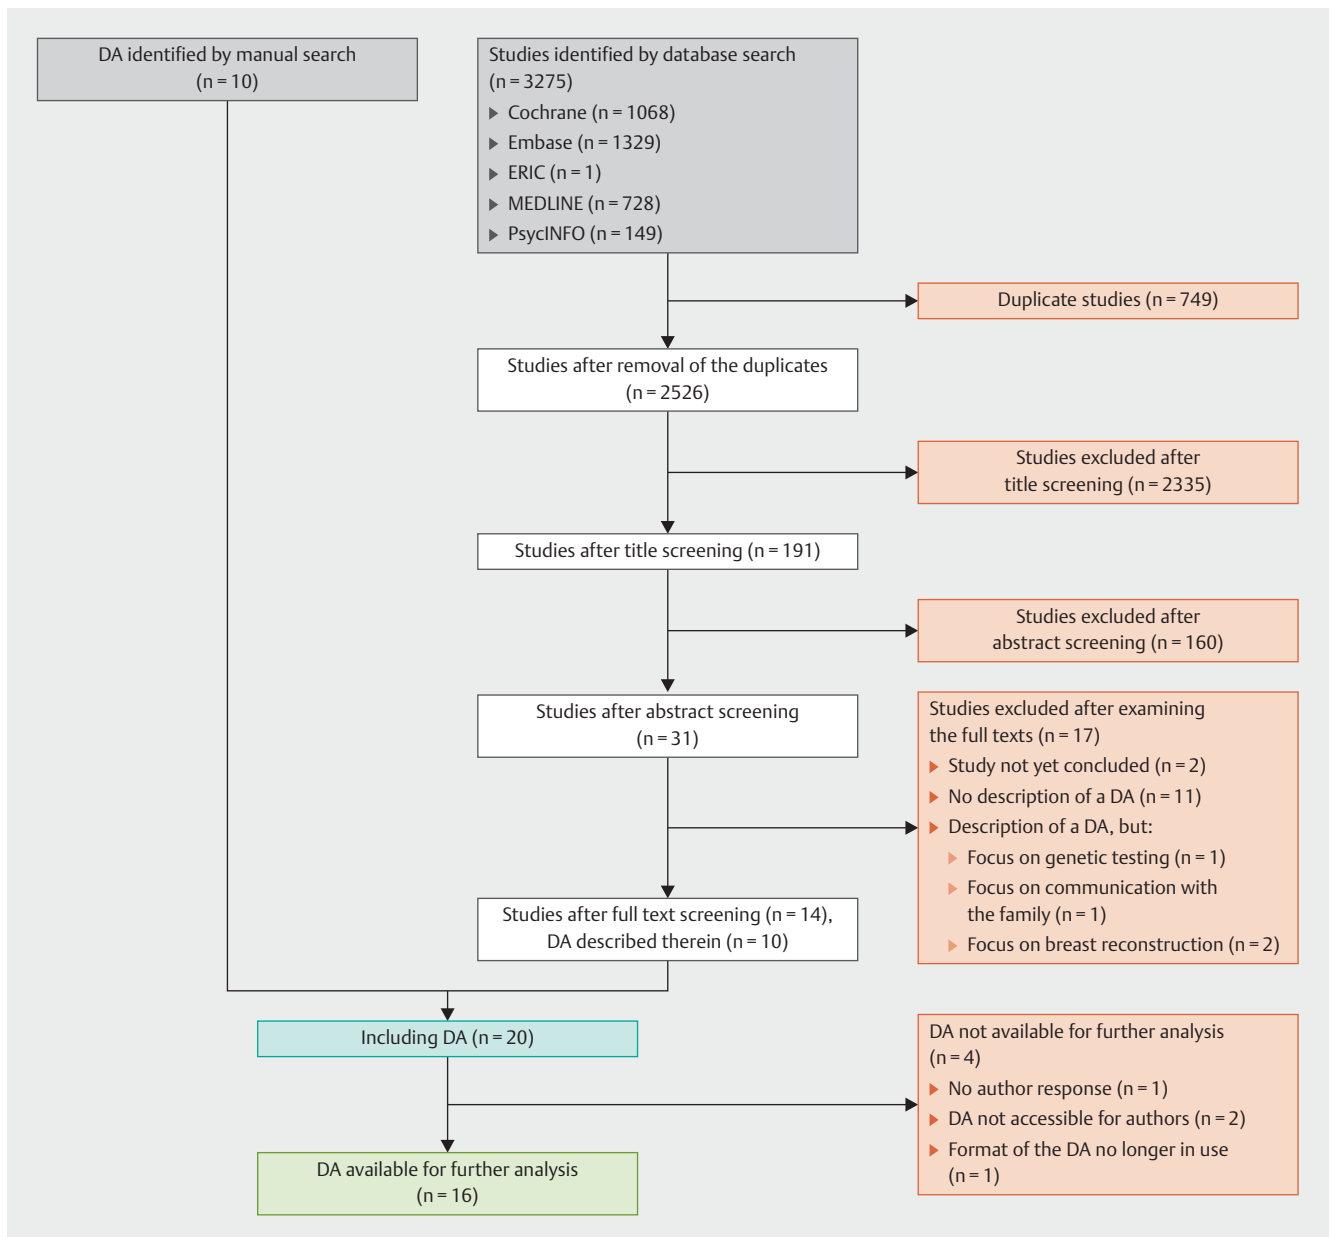 DA identified by manual search
(n = 10)
Studies identified by database search
(n = 3275)
Cochrane (n = 1068)
Embase (n = 1329)
ERIC (n = 1)
MEDLINE (n = 728)
PsycINFO (n = 149)
Duplicate studies (n = 749)
Studies after removal of the duplicates
(n = 2526)
Studies excluded after
title screening (n = 2335)
Studies after title screening (n = 191)
Studies excluded after
abstract screening (n = 160)
Studies after abstract screening
(n = 31)
Studies excluded after examining
the full texts (n = 17)
Study not yet concluded (n = 2)
No description of a DA (n = 11)
Description of a DA, but:
Focus on genetic testing (n = 1)
Focus on communication with
the family (n = 1)
Focus on breast reconstruction (n = 2)
Studies after full text screening (n = 14),
DA described therein (n = 10)
Including DA (n = 20)
DA not available for further analysis
(n = 4)
No author response (n = 1)
DA not accessible for authors (n = 2)
Format of the DA no longer in use
(n = 1)
DA available for further analysis
(n = 16)